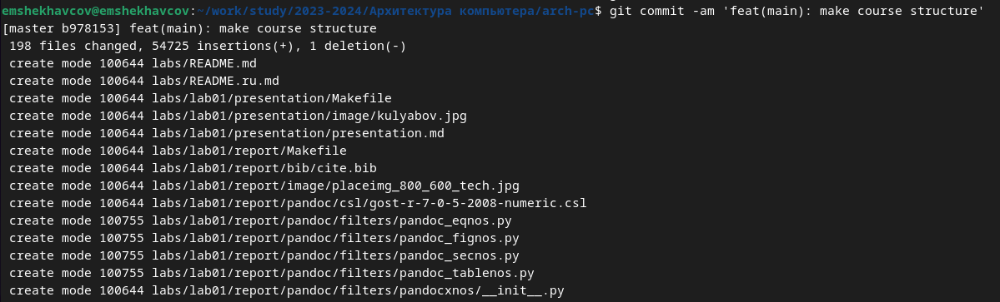 emshekhavcov@emshekhavcov:~/work/study/2023-2024/Архитектура компьютера/arch-pc$ git commit -am 'feat(main): make course structure'
[master b978153] feat(main): make course structure
 198 files changed, 54725 insertions(+), 1 deletion(-)
 create mode 100644 labs/README.md
 create mode 100644 labs/README.ru.md
 create mode 100644 labs/lab01/presentation/Makefile
 create mode 100644 labs/lab01/presentation/image/kulyabov.jpg
 create mode 100644 labs/lab01/presentation/presentation.md
 create mode 100644 labs/lab01/report/Makefile
 create mode 100644 labs/lab01/report/bib/cite.bib
 create mode 100644 labs/lab01/report/image/placeimg_800_600_tech.jpg
 create mode 100644 labs/lab01/report/pandoc/csl/gost-r-7-0-5-2008-numeric.csl
 create mode 100755 labs/lab01/report/pandoc/filters/pandoc_eqnos.py
 create mode 100755 labs/lab01/report/pandoc/filters/pandoc_fignos.py
 create mode 100755 labs/lab01/report/pandoc/filters/pandoc_secnos.py
 create mode 100755 labs/lab01/report/pandoc/filters/pandoc_tablenos.py
 create mode 100644 labs/lab01/report/pandoc/filters/pandocxnos/__init__.py